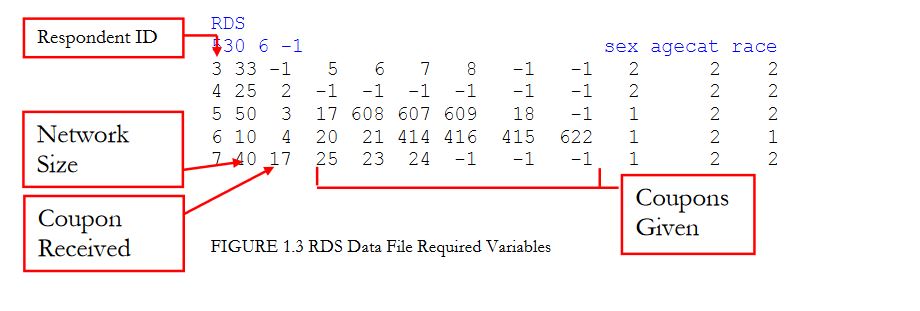 RDS
Respondent ID
530 6 -1 sex agecat race
3 33 -1 5 6 7 8 -1 -1 2 2 2
4 25 2 -1 -1 -1 -1 -1 -1 2 2 2
5 50 3 17 608 607 609 18 -1 1 2 2
6 10 4 20 21 414 416 415 622 1 2 1
7 40 17 25 23 24 -1 -1 -1 1 2 2
Network
Size
Coupon
Received
Coupons
Given
FIGURE 1.3 RDS Data File Required Variables